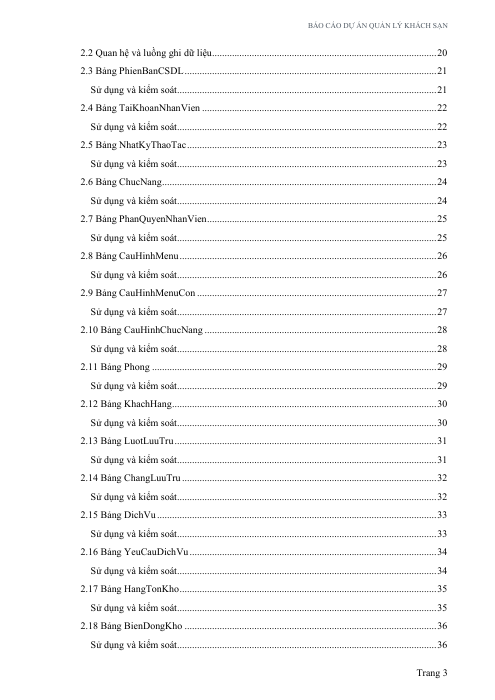 BÁO CÁO DỰ ÁN QUẢN LÝ KHÁCH SẠN
2.2 Quan hệ và luồng ghi dữ liệu....................20
2.3 Bảng PhienBanCSDL....................21
Sử dụng và kiểm soát....................21
2.4 Bảng TaiKhoanNhanVien ....................22
Sử dụng và kiểm soát....................22
2.5 Bảng NhatKyThaoTac....................23
Sử dụng và kiểm soát....................23
2.6 Bảng ChucNang....................24
Sử dụng và kiểm soát....................24
2.7 Bảng PhanQuyenNhanVien....................25
Sử dụng và kiểm soát....................25
2.8 Bảng CauHinhMenu....................26
Sử dụng và kiểm soát....................26
2.9 Bảng CauHinhMenuCon ....................27
Sử dụng và kiểm soát....................27
2.10 Bảng CauHinhChucNang ....................28
Sử dụng và kiểm soát....................28
2.11 Bảng Phong ....................29
Sử dụng và kiểm soát....................29
2.12 Bảng KhachHang....................30
Sử dụng và kiểm soát....................30
2.13 Bảng LuotLuuTru....................31
Sử dụng và kiểm soát....................31
2.14 Bảng ChangLuuTru ....................32
Sử dụng và kiểm soát....................32
2.15 Bảng DichVu....................33
Sử dụng và kiểm soát....................33
2.16 Bảng YeuCauDichVu....................34
Sử dụng và kiểm soát....................34
2.17 Bảng HangTonKho....................35
Sử dụng và kiểm soát....................35
2.18 Bảng BienDongKho ....................36
Sử dụng và kiểm soát....................36
Trang 3